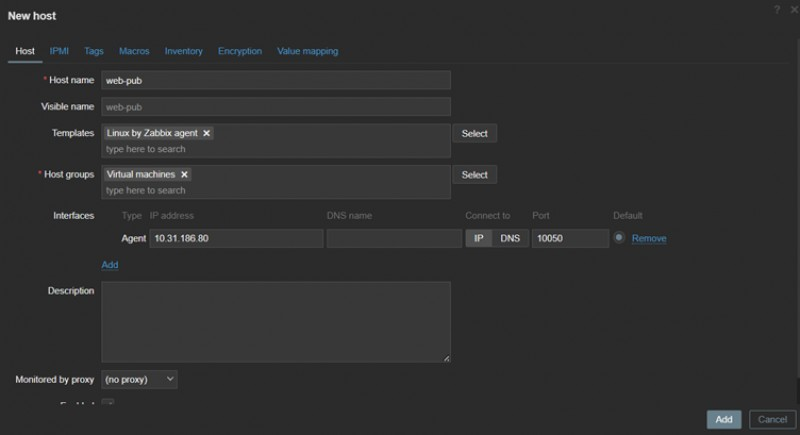 New host
?
Host IPMI Tags Macros Inventory Encryption Value mapping
* Host name web-pub
Visible name web-pub
Templates Linux by Zabbix agent Select
type here to search
* Host groups Virtual machines Select
type here to search
Interfaces Type IP address DNS name Connect to Port Default
Agent 10.31.186.80 IP DNS 10050 Remove
Add
Description
Monitored by proxy (no proxy)
Add Cancel